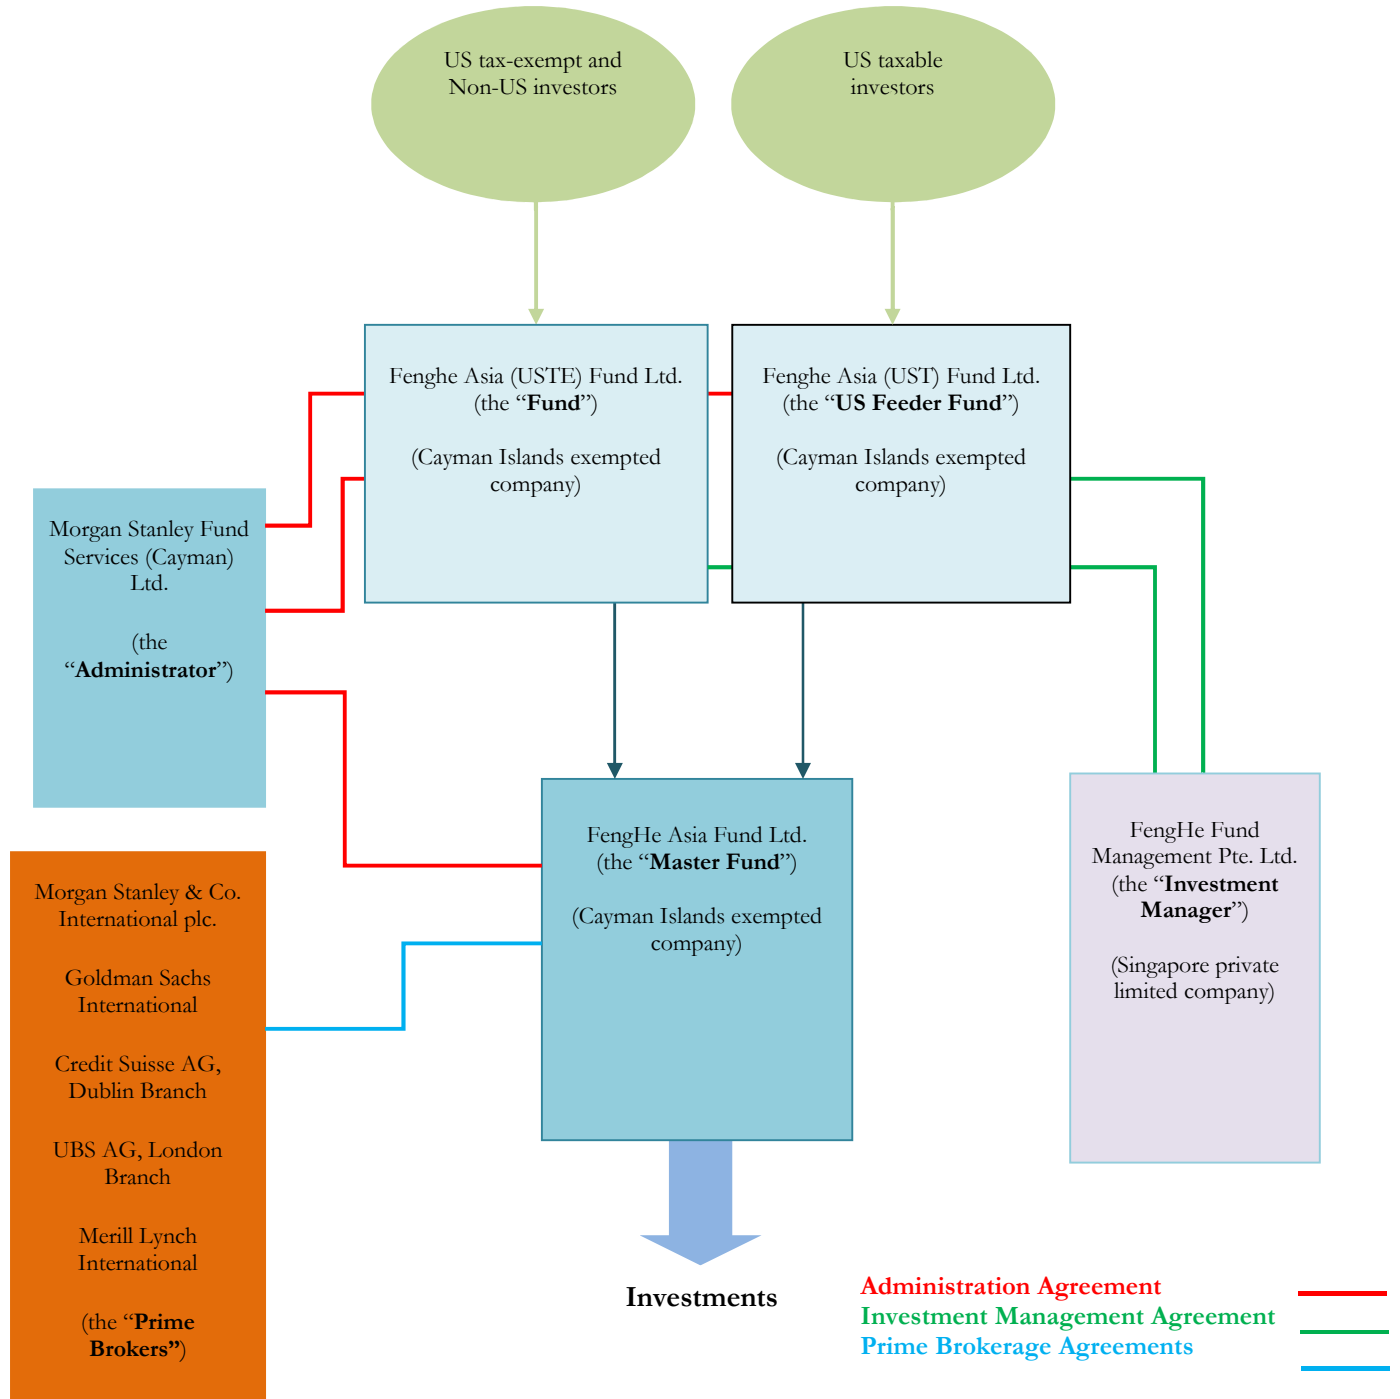 US tax-exempt and
Non-US investors
US taxable
investors
Fenghe Asia (USTE) Fund Ltd.
(the “Fund”)
(Cayman Islands exempted
company)
Fenghe Asia (UST) Fund Ltd.
(the “US Feeder Fund”)
(Cayman Islands exempted
company)
Morgan Stanley Fund
Services (Cayman)
Ltd.
(the
“Administrator”)
FengHe Asia Fund Ltd.
(the “Master Fund”)
(Cayman Islands exempted
company)
FengHe Fund
Management Pte. Ltd.
(the “Investment
Manager”)
(Singapore private
limited company)
Morgan Stanley & Co.
International plc.
Goldman Sachs
International
Credit Suisse AG,
Dublin Branch
UBS AG, London
Branch
Merill Lynch
International
(the “Prime
Brokers”)
Investments
Administration Agreement
Investment Management Agreement
Prime Brokerage Agreements